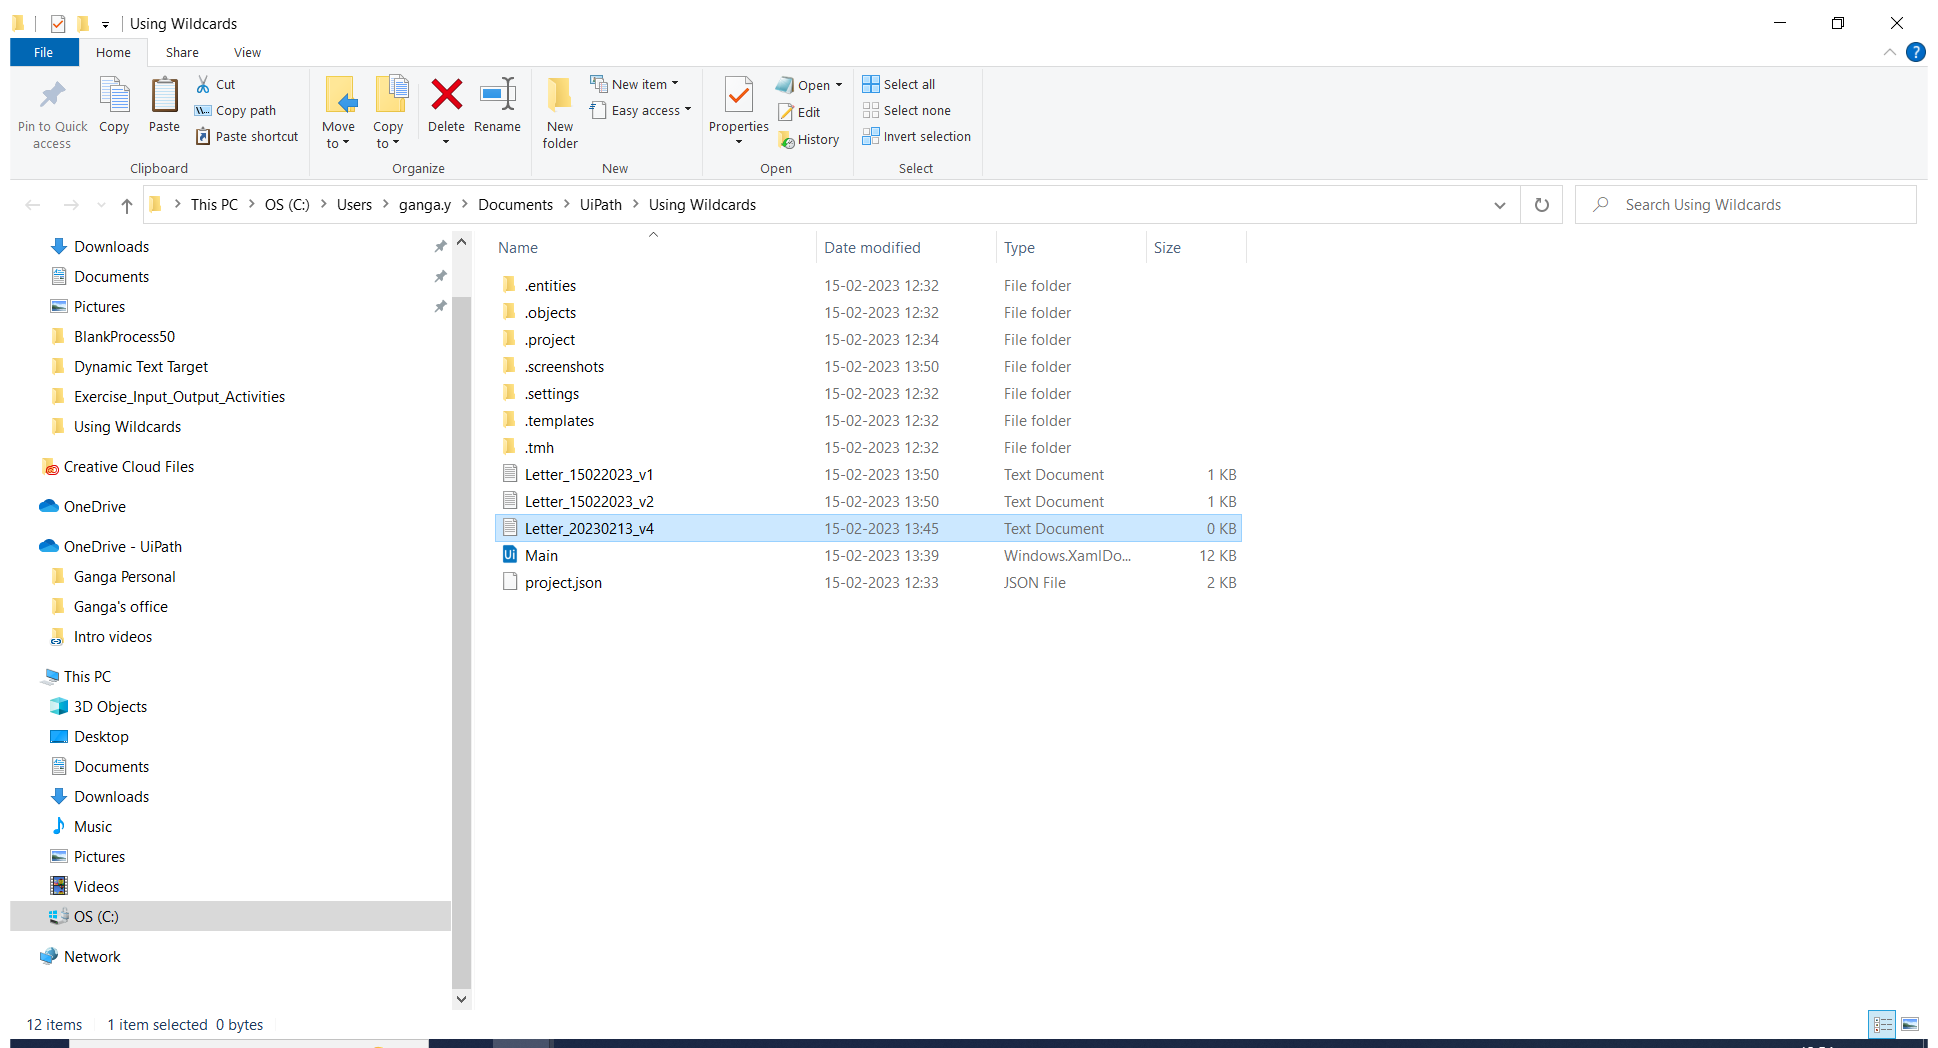 Using Wildcards
File Home Share View
Pin to Quick access
Copy
Paste
Cut
Copy path
Paste shortcut
Clipboard
Move to
Copy to
Delete
Rename
Organize
New folder
New item
Easy access
New
Properties
Open
Edit
History
Open
Select all
Select none
Invert selection
Select
This PC OS (C:) Users ganga.y Documents UiPath Using Wildcards
Search Using Wildcards
Downloads
Documents
Pictures
BlankProcess50
Dynamic Text Target
Exercise_Input_Output_Activities
Using Wildcards
Creative Cloud Files
OneDrive
OneDrive - UiPath
Ganga Personal
Ganga's office
Intro videos
This PC
3D Objects
Desktop
Documents
Downloads
Music
Pictures
Videos
OS (C:)
Network
Name Date modified Type Size
.entities 15-02-2023 12:32 File folder
.objects 15-02-2023 12:32 File folder
.project 15-02-2023 12:34 File folder
.screenshots 15-02-2023 13:50 File folder
.settings 15-02-2023 12:32 File folder
.templates 15-02-2023 12:32 File folder
.tmh 15-02-2023 12:32 File folder
Letter_15022023_v1 15-02-2023 13:50 Text Document 1 KB
Letter_15022023_v2 15-02-2023 13:50 Text Document 1 KB
Letter_20230213_v4 15-02-2023 13:45 Text Document 0 KB
Main 15-02-2023 13:39 Windows.XamlDo... 12 KB
project.json 15-02-2023 12:33 JSON File 2 KB
12 items 1 item selected 0 bytes